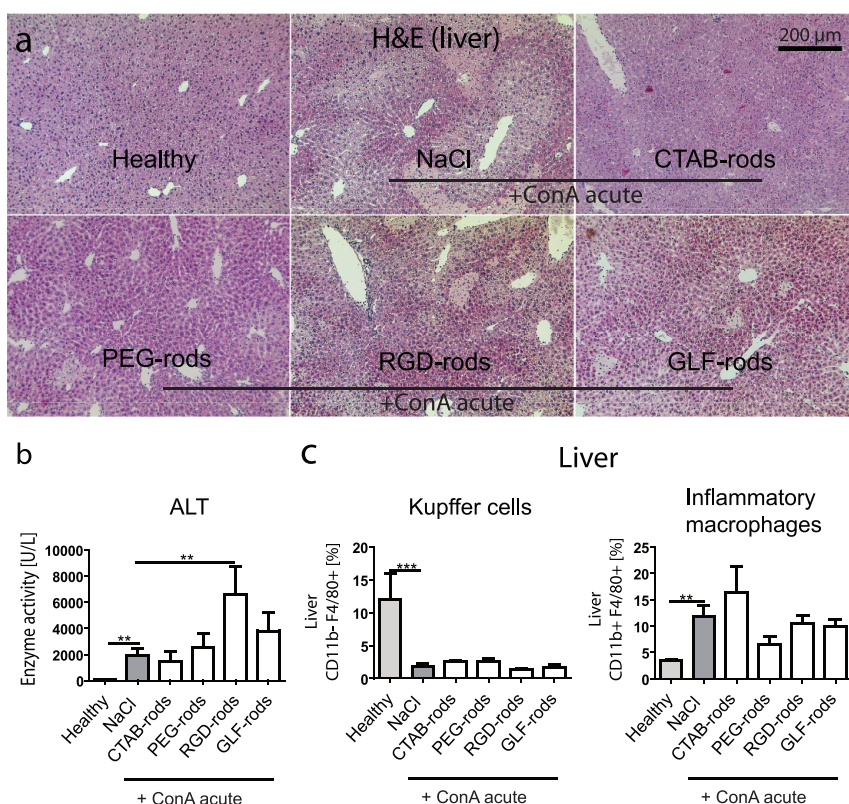 a
H&E (liver)
200 µm
Healthy
NaCl
CTAB-rods
+ConA acute
PEG-rods
RGD-rods
GLF-rods
+ConA acute
b
c
Liver
ALT
Enzyme activity [U/L]
10000
8000
6000
4000
2000
0
**
**
Healthy
NaCl
CTAB-rods
PEG-rods
RGD-rods
GLF-rods
+ ConA acute
Kupffer cells
Liver
CD11b- F4/80+ [%]
20
15
10
5
0
***
Healthy
NaCl
CTAB-rods
PEG-rods
RGD-rods
GLF-rods
+ ConA acute
Inflammatory
macrophages
Liver
CD11b+ F4/80+ [%]
25
20
15
10
5
0
**
Healthy
NaCl
CTAB-rods
PEG-rods
RGD-rods
GLF-rods
+ ConA acute